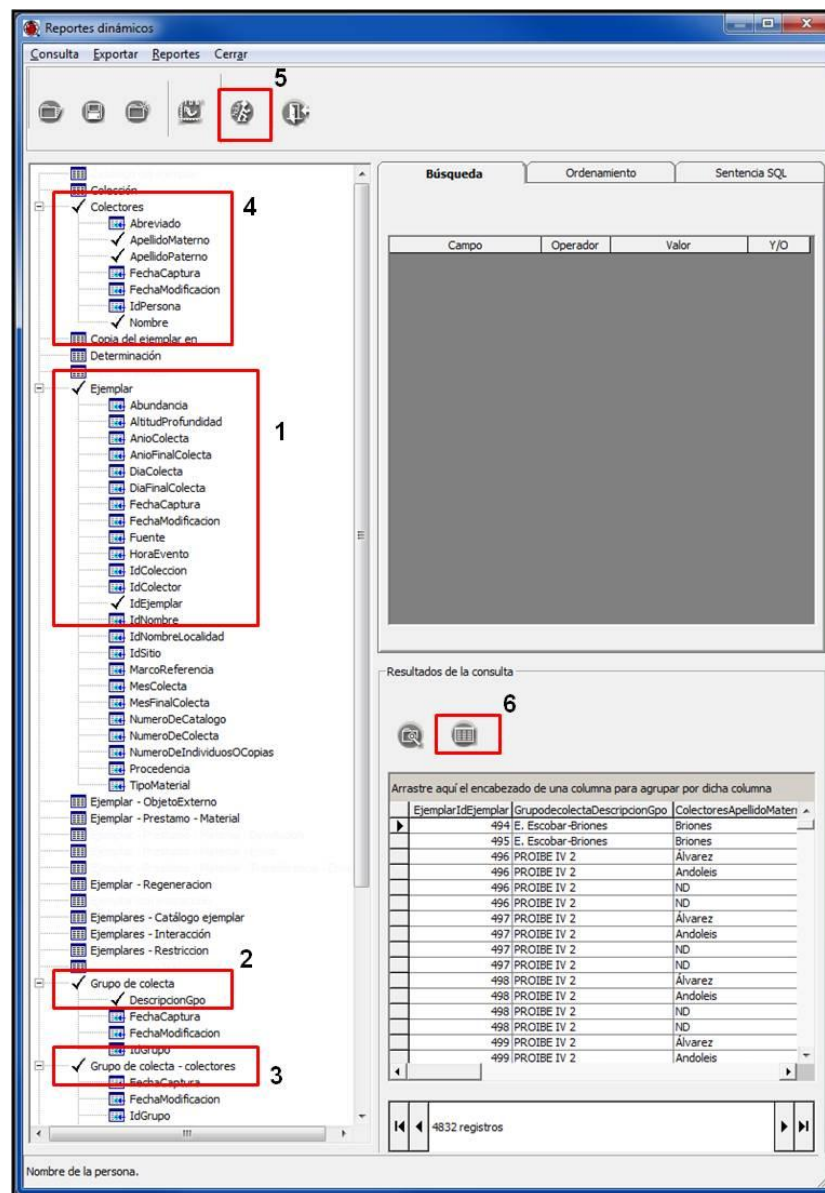 Reportes dinámicos
Consulta Exportar Reportes Cerrar
5
Colección
Colectores
4
Abreviado
ApellidoMaterno
ApellidoPaterno
FechaCaptura
FechaModificacion
IdPersona
Nombre
Copia del ejemplar en
Determinación
Ejemplar
1
Abundancia
AltitudProfundidad
AnioColecta
AnioFinalColecta
DiaColecta
DiaFinalColecta
FechaCaptura
FechaModificacion
Fuente
HoraEvento
IdColeccion
IdColector
IdEjemplar
IdNombre
IdNombreLocalidad
IdSitio
MarcoReferencia
MesColecta
MesFinalColecta
NumeroDeCatalogo
NumeroDeColecta
NumeroDeIndividuosOCopias
Procedencia
TipoMaterial
Ejemplar - ObjetoExterno
Ejemplar - Prestamo - Material
Ejemplar - Regeneracion
Ejemplares - Catálogo ejemplar
Ejemplares - Interacción
Ejemplares - Restriccion
2
Grupo de colecta
DescripcionGpo
FechaCaptura
FechaModificacion
IdGrupo
Grupo de colecta - colectores
3
FechaCaptura
FechaModificacion
IdGrupo
Búsqueda Ordenamiento Sentencia SQL
Campo Operador Valor Y/O
Resultados de la consulta
6
Arrastre aquí el encabezado de una columna para agrupar por dicha columna
EjemplarIdEjemplar GrupodecolectaDescripcionGpo ColectoresApellidoMatern
494 E. Escobar-Briones Briones
495 E. Escobar-Briones Briones
496 PROIBE IV 2 Álvarez
496 PROIBE IV 2 Andoleis
496 PROIBE IV 2 ND
496 PROIBE IV 2 ND
497 PROIBE IV 2 Álvarez
497 PROIBE IV 2 Andoleis
497 PROIBE IV 2 ND
497 PROIBE IV 2 ND
498 PROIBE IV 2 Álvarez
498 PROIBE IV 2 Andoleis
498 PROIBE IV 2 ND
498 PROIBE IV 2 ND
499 PROIBE IV 2 Álvarez
499 PROIBE IV 2 Andoleis
4832 registros
Nombre de la persona.